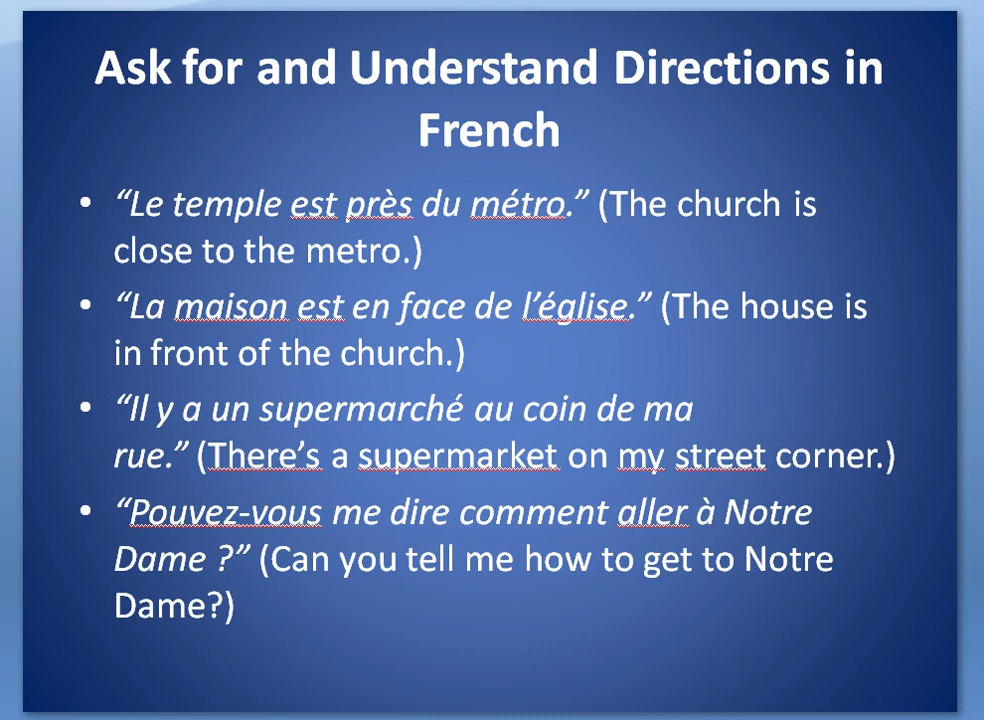 Ask for and Understand Directions in
French
• “Le temple est près du métro.” (The church is
close to the metro.)
• “La maison est en face de l’église.” (The house is
in front of the church.)
• “Il y a un supermarché au coin de ma
rue.” (There’s a supermarket on my street corner.)
• “Pouvez-vous me dire comment aller à Notre
Dame ?” (Can you tell me how to get to Notre
Dame?)